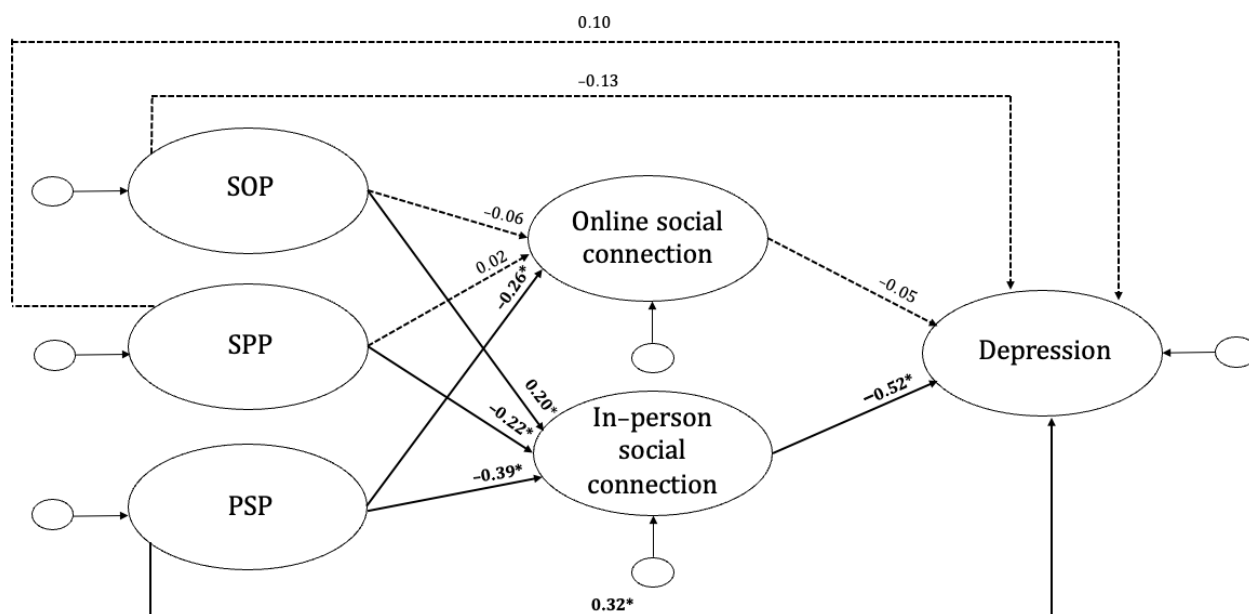 0.10
−0.13
SOP
−0.06
Online social
connection
0.02
−0.26*
−0.05
SPP
Depression
0.20*
−0.22*
−0.52*
In−person
social
connection
−0.39*
PSP
0.32*